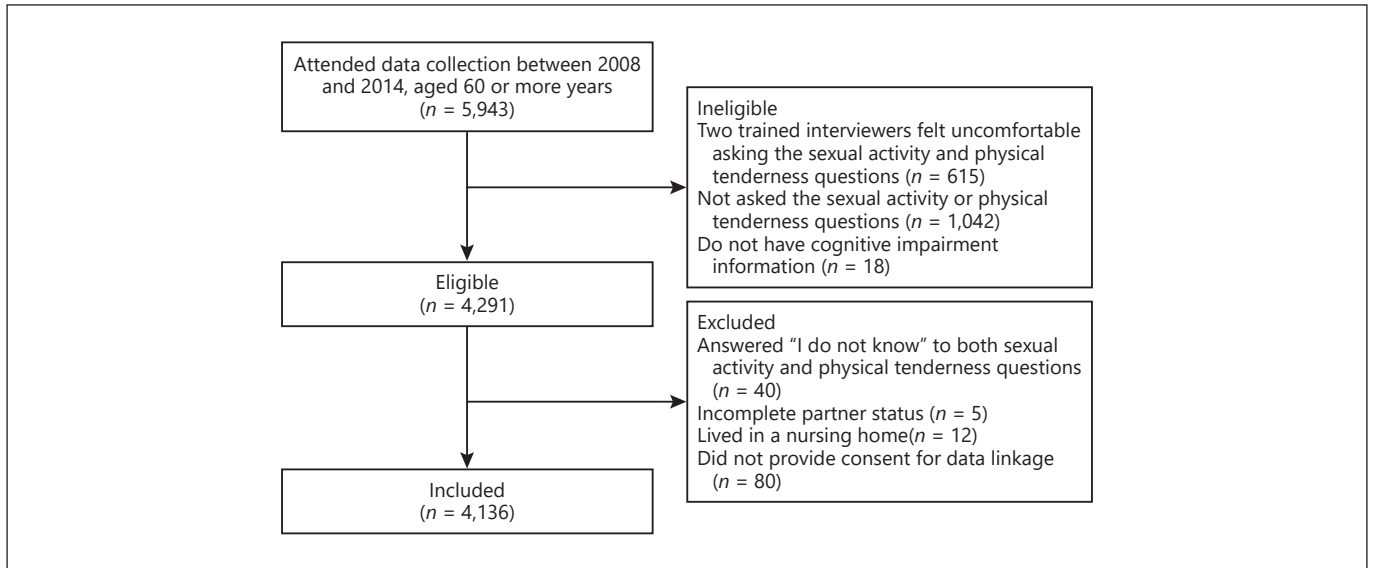 Attended data collection between 2008
and 2014, aged 60 or more years
(n = 5,943)
Ineligible
Two trained interviewers felt uncomfortable
asking the sexual activity and physical
tenderness questions (n = 615)
Not asked the sexual activity or physical
tenderness questions (n = 1,042)
Do not have cognitive impairment
information (n = 18)
Eligible
(n = 4,291)
Excluded
Answered “I do not know” to both sexual
activity and physical tenderness questions
(n = 40)
Incomplete partner status (n = 5)
Lived in a nursing home(n = 12)
Did not provide consent for data linkage
(n = 80)
Included
(n = 4,136)